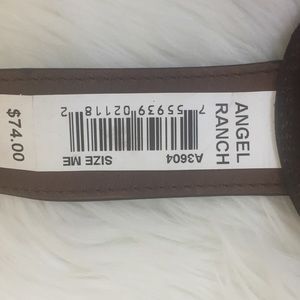 ANGEL
RANCH
7 55939 02118 2
A3604 SIZE ME
$74.00